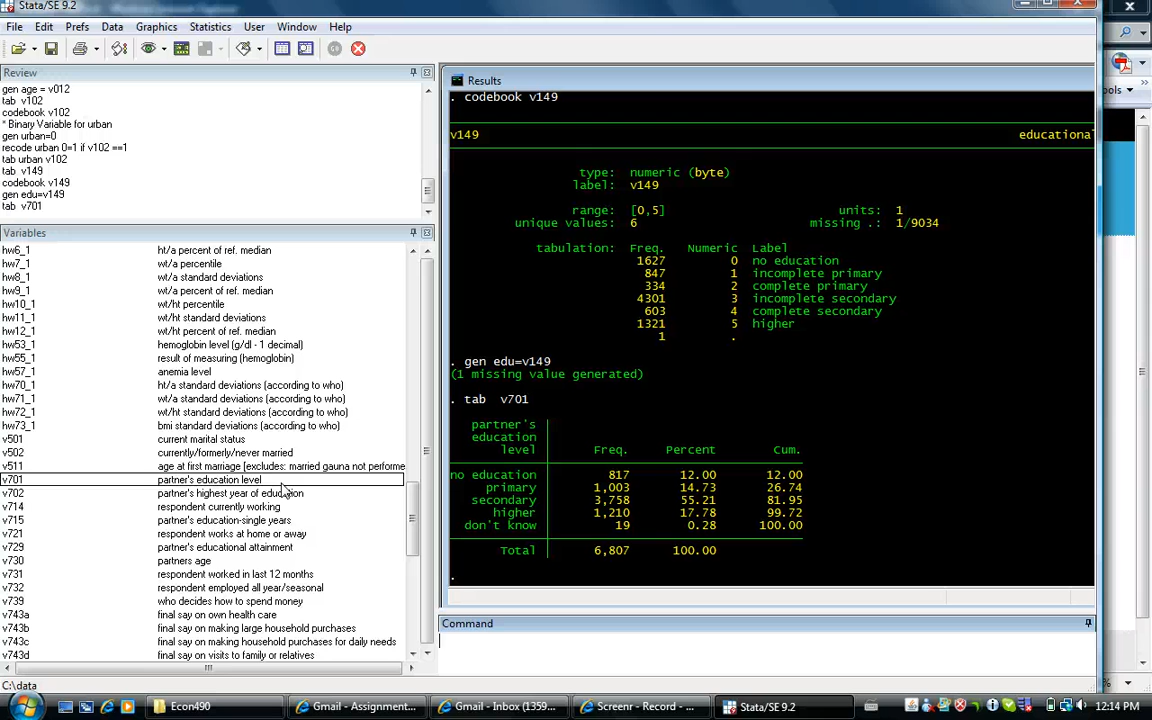 Stata/SE 9.2
File Edit Prefs Data Graphics Statistics User Window Help
Review
gen age = v012
tab v102
codebook v102
* Binary Variable for urban
gen urban=0
recode urban 0=1 if v102 ==1
tab urban v102
tab v149
codebook v149
gen edu=v149
tab v701
Variables
hw6_1 ht/a percent of ref. median
hw7_1 wt/a percentile
hw8_1 wt/a standard deviations
hw9_1 wt/a percent of ref. median
hw10_1 wt/ht percentile
hw11_1 wt/ht standard deviations
hw12_1 wt/ht percent of ref. median
hw53_1 hemoglobin level (g/dl - 1 decimal)
hw55_1 result of measuring (hemoglobin)
hw57_1 anemia level
hw70_1 ht/a standard deviations (according to who)
hw71_1 wt/a standard deviations (according to who)
hw72_1 wt/ht standard deviations (according to who)
hw73_1 bmi standard deviations (according to who)
v501 current marital status
v502 currently/formerly/never married
v511 age at first marriage [excludes: married gauna not performe
v701 partner's education level
v702 partner's highest year of education
v714 respondent currently working
v715 partner's education-single years
v721 respondent works at home or away
v729 partner's educational attainment
v730 partners age
v731 respondent worked in last 12 months
v732 respondent employed all year/seasonal
v739 who decides how to spend money
v743a final say on own health care
v743b final say on making large household purchases
v743c final say on making household purchases for daily needs
v743d final say on visits to family or relatives
Results
. codebook v149
v149 educationa
type: numeric (byte)
label: v149
range: [0,5] units: 1
unique values: 6 missing .: 1/9034
tabulation: Freq. Numeric Label
1627 0 no education
847 1 incomplete primary
334 2 complete primary
4301 3 incomplete secondary
603 4 complete secondary
1321 5 higher
1 .
. gen edu=v149
(1 missing value generated)
. tab v701
partner's
education
level Freq. Percent Cum.
no education 817 12.00 12.00
primary 1,003 14.73 26.74
secondary 3,758 55.21 81.95
higher 1,210 17.78 99.72
don't know 19 0.28 100.00
Total 6,807 100.00
.
Command
C:\data
ools
%
Econ490
Gmail - Assignment...
Gmail - Inbox (1359...
Screenr - Record - ...
Stata/SE 9.2
12:14 PM